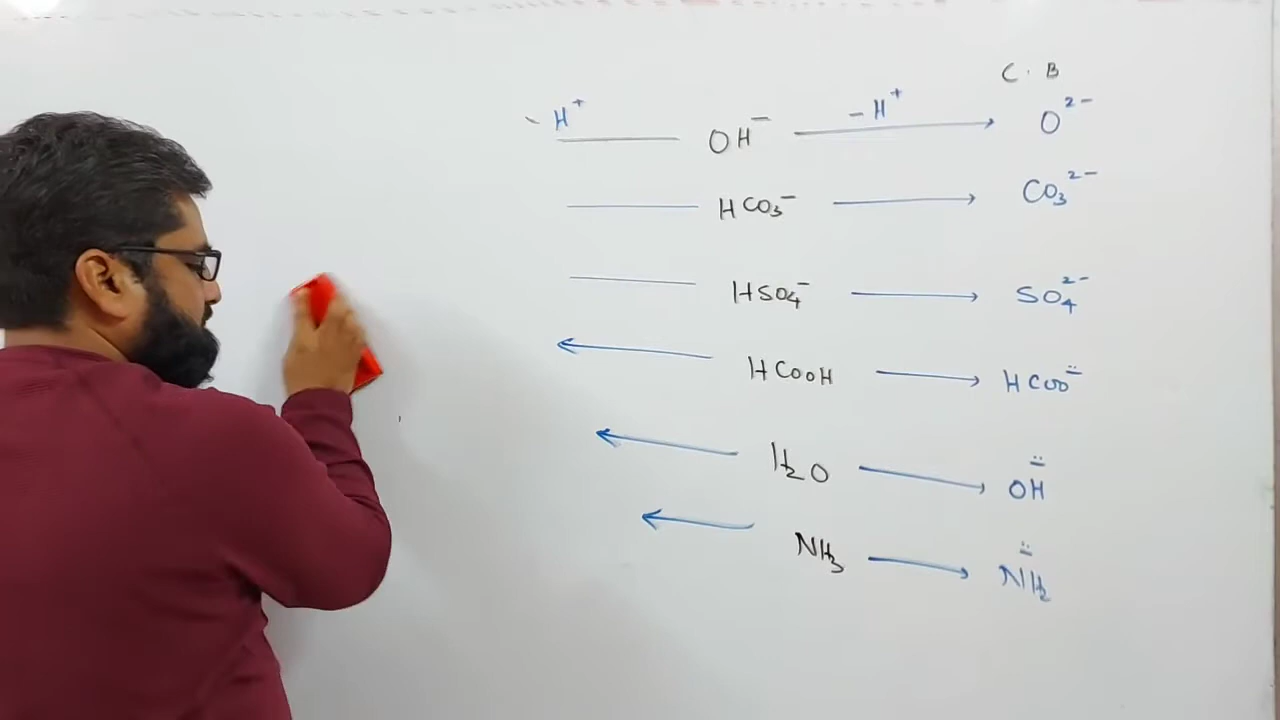 C. B
- H⁺ OH⁻ - H⁺ → O²⁻
HCO₃⁻ → CO₃²⁻
HSO₄⁻ → SO₄²⁻
← HCOOH → HCOO⁻
← H₂O → OH⁻
← NH₃ → NH₂⁻